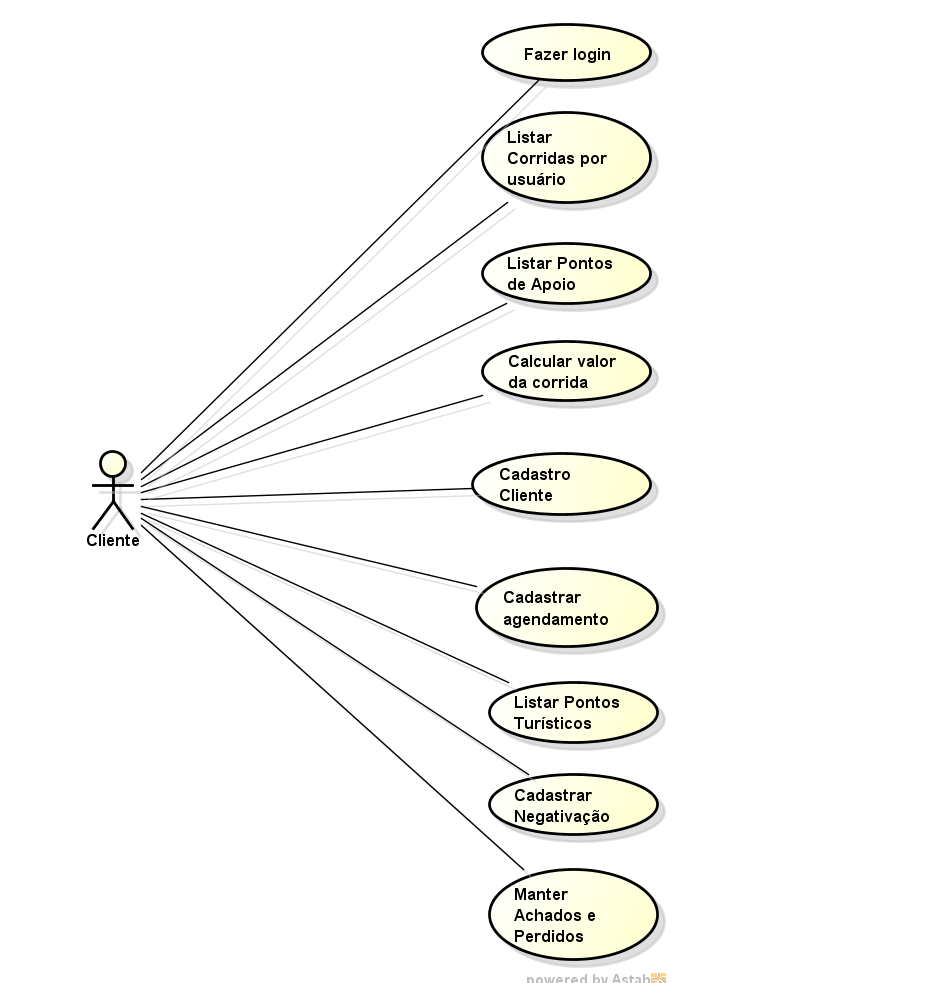 Fazer login
Listar
Corridas por
usuário
Listar Pontos
de Apoio
Calcular valor
da corrida
Cadastro
Cliente
Cliente
Cadastrar
agendamento
Listar Pontos
Turísticos
Cadastrar
Negativação
Manter
Achados e
Perdidos
powered by Astah